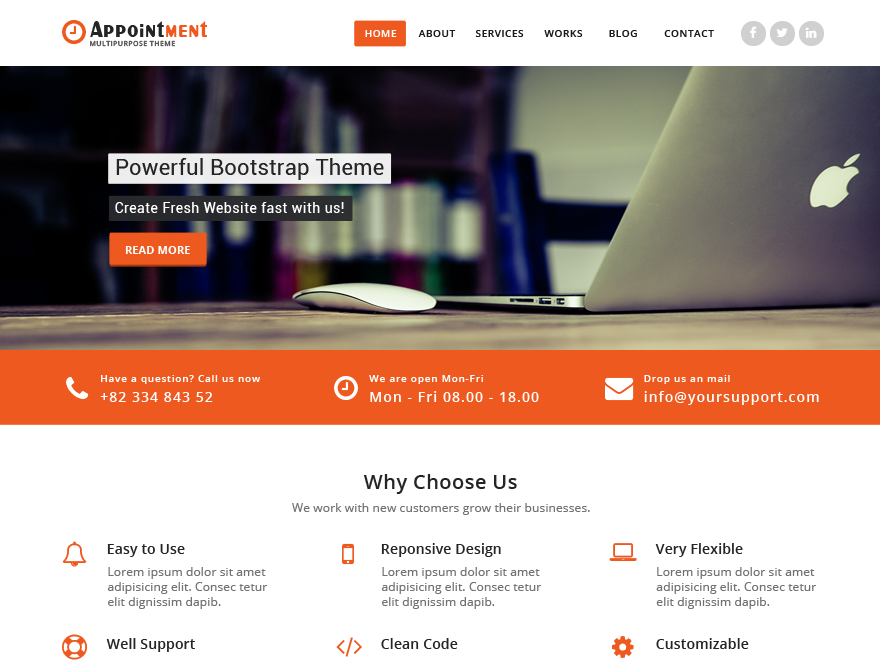 APPOINTMENT
MULTIPURPOSE THEME
HOME ABOUT SERVICES WORKS BLOG CONTACT
Powerful Bootstrap Theme
Create Fresh Website fast with us!
READ MORE
Have a question? Call us now
+82 334 843 52
We are open Mon-Fri
Mon - Fri 08.00 - 18.00
Drop us an mail
info@yoursupport.com
Why Choose Us
We work with new customers grow their businesses.
Easy to Use
Lorem ipsum dolor sit amet
adipisicing elit. Consec tetur
elit dignissim dapib.
Reponsive Design
Lorem ipsum dolor sit amet
adipisicing elit. Consec tetur
elit dignissim dapib.
Very Flexible
Lorem ipsum dolor sit amet
adipisicing elit. Consec tetur
elit dignissim dapib.
Well Support
Clean Code
Customizable